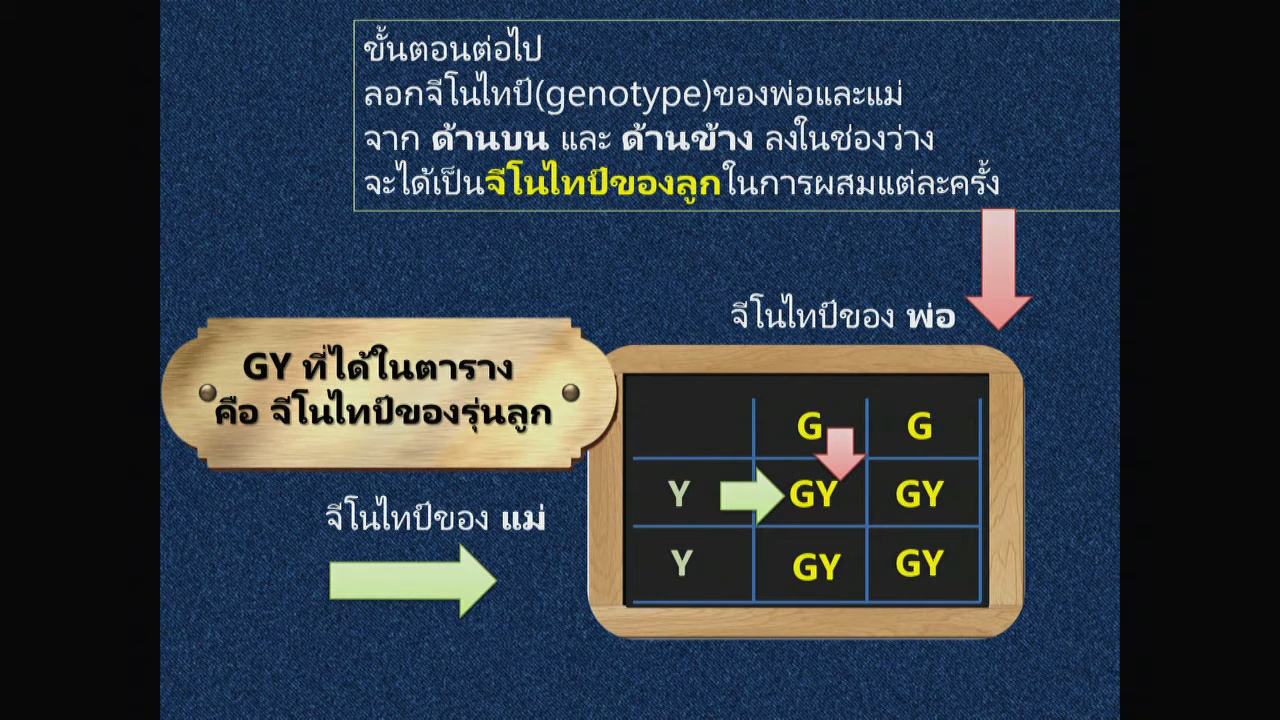 ขั้นตอนต่อไป
ลอกจีโนไทป์(genotype)ของพ่อและแม่
จาก ด้านบน และ ด้านข้าง ลงในช่องว่าง
จะได้เป็นจีโนไทป์ของลูกในการผสมแต่ละครั้ง
จีโนไทป์ของ พ่อ
GY ที่ได้ในตาราง
คือ จีโนไทป์ของรุ่นลูก
จีโนไทป์ของ แม่
G G
Y GY GY
Y GY GY